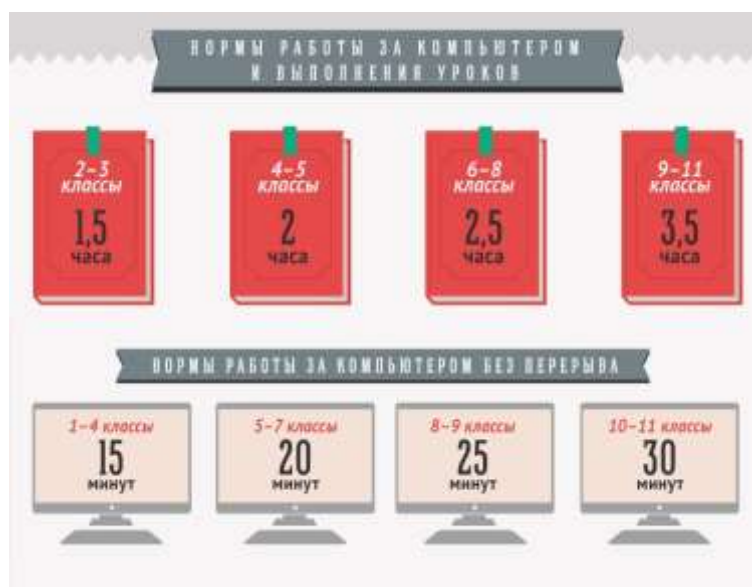 НОРМЫ РАБОТЫ ЗА КОМПЬЮТЕРОМ
И ВЫПОЛНЕНИЯ УРОКОВ
2–3
классы
1,5
часа
4–5
классы
2
часа
6–8
классы
2,5
часа
9–11
классы
3,5
часа
НОРМЫ РАБОТЫ ЗА КОМПЬЮТЕРОМ БЕЗ ПЕРЕРЫВА
1–4 классы
15
минут
5–7 классы
20
минут
8–9 классы
25
минут
10–11 классы
30
минут